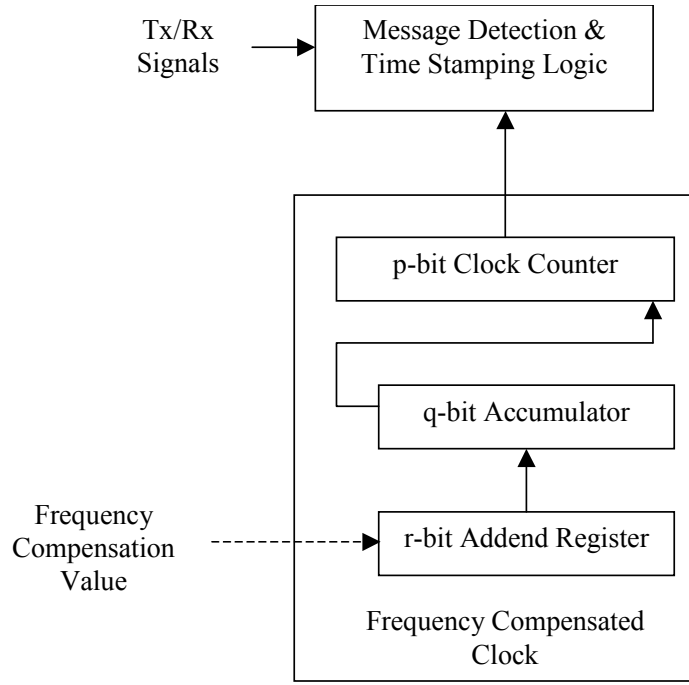 Tx/Rx
Signals
Message Detection &
Time Stamping Logic
p-bit Clock Counter
q-bit Accumulator
Frequency
Compensation
Value
r-bit Addend Register
Frequency Compensated
Clock